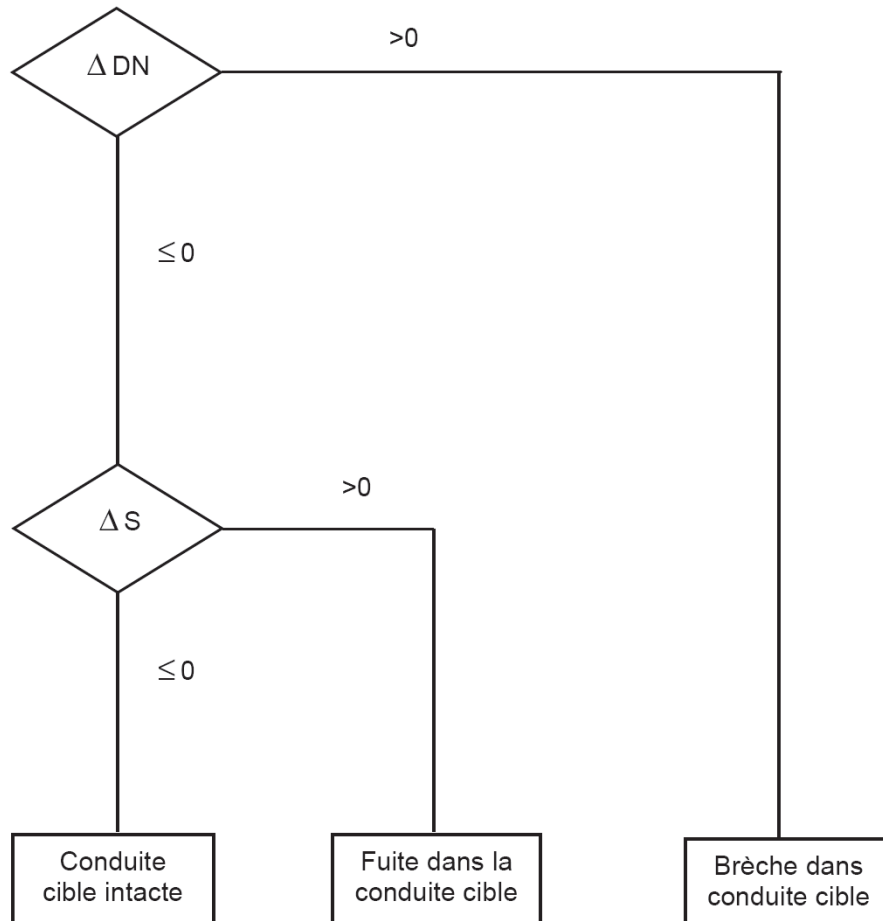 >0
Δ DN
≤ 0
>0
Δ S
≤ 0
Conduite
cible intacte
Fuite dans la
conduite cible
Brèche dans
conduite cible